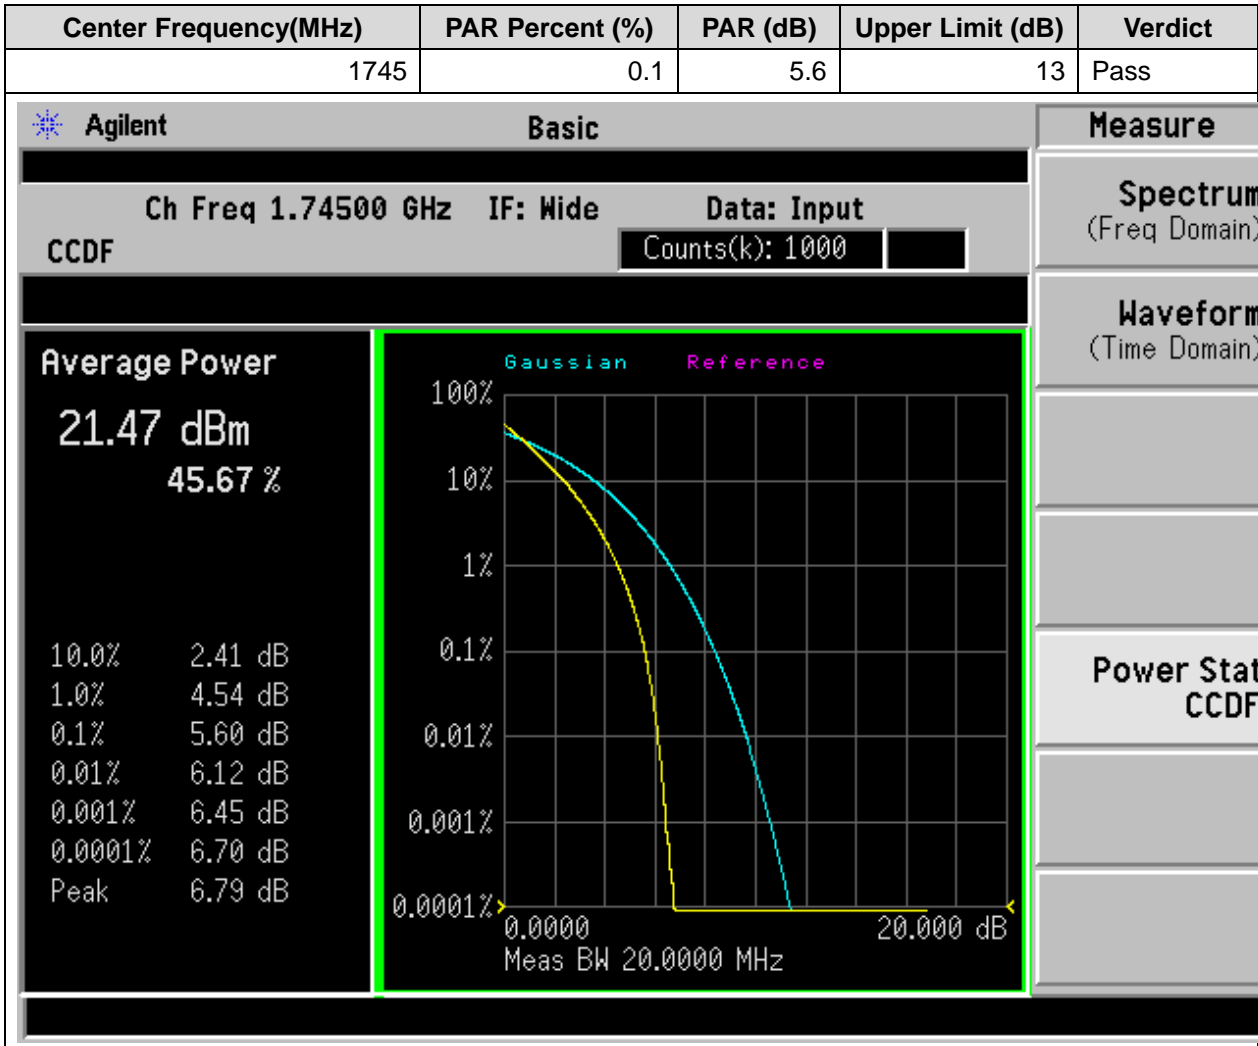 Center Frequency(MHz) PAR Percent (%) PAR (dB) Upper Limit (dB) Verdict
1745 0.1 5.6 13 Pass
Agilent Basic Measure
Ch Freq 1.74500 GHz IF: Wide Data: Input
CCDF Counts(k): 1000
Spectrum
(Freq Domain)
Waveform
(Time Domain)
Power Stat
CCDF
Average Power
21.47 dBm
45.67 %
10.0% 2.41 dB
1.0% 4.54 dB
0.1% 5.60 dB
0.01% 6.12 dB
0.001% 6.45 dB
0.0001% 6.70 dB
Peak 6.79 dB
Gaussian Reference
100%
10%
1%
0.1%
0.01%
0.001%
0.0001%
0.0000 20.000 dB
Meas BW 20.0000 MHz